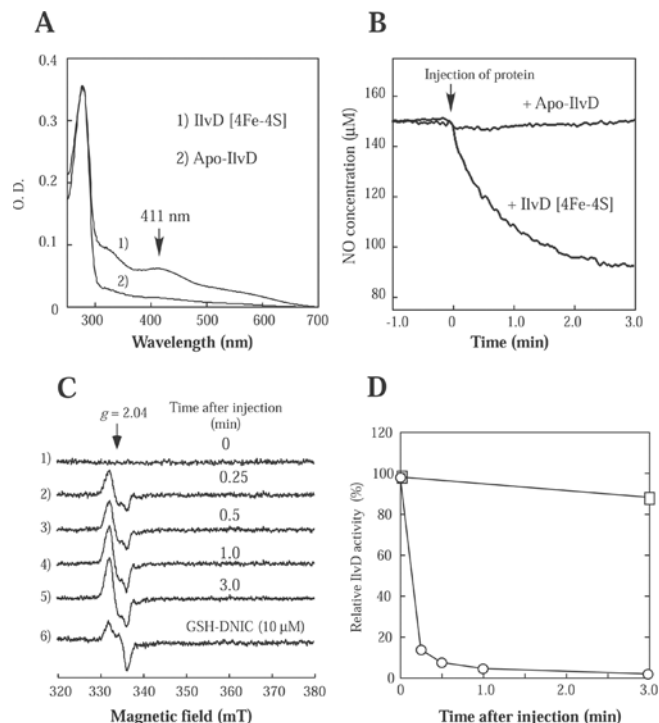 A
0.4
0.3
0.2
0.1
0
O. D.
1) IlvD [4Fe-4S]
2) Apo-IlvD
411 nm
1)
2)
300 400 500 600 700
Wavelength (nm)
B
Injection of protein
160
140
120
100
80
NO concentration (µM)
+ Apo-IlvD
+ IlvD [4Fe-4S]
-1.0 0 1.0 2.0 3.0
Time (min)
C
g = 2.04
Time after injection
(min)
1) 0
2) 0.25
3) 0.5
4) 1.0
5) 3.0
6) GSH-DNIC (10 µM)
320 330 340 350 360 370 380
Magnetic field (mT)
D
120
100
80
60
40
20
0
Relative IlvD activity (%)
0 1.0 2.0 3.0
Time after injection (min)